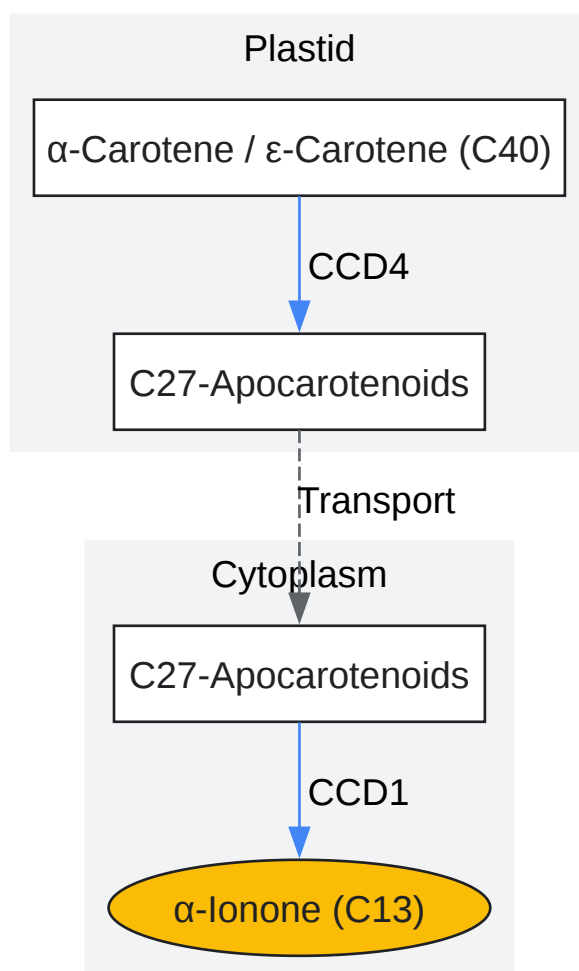 Plastid
α-Carotene / ε-Carotene (C40)
CCD4
C27-Apocarotenoids
Transport
Cytoplasm
C27-Apocarotenoids
CCD1
α-Ionone (C13)